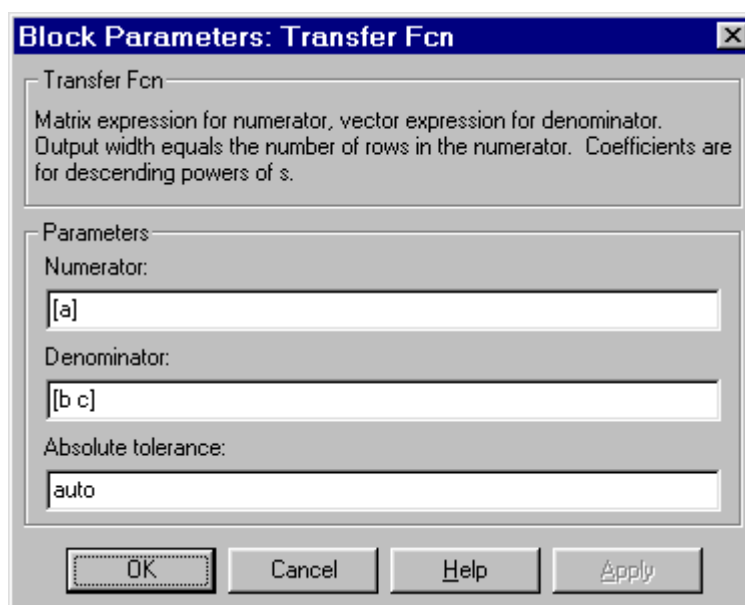 Block Parameters: Transfer Fcn
Transfer Fcn
Matrix expression for numerator, vector expression for denominator.
Output width equals the number of rows in the numerator.  Coefficients are
for descending powers of s.
Parameters
Numerator:
[a]
Denominator:
[b c]
Absolute tolerance:
auto
OK
Cancel
Help
Apply